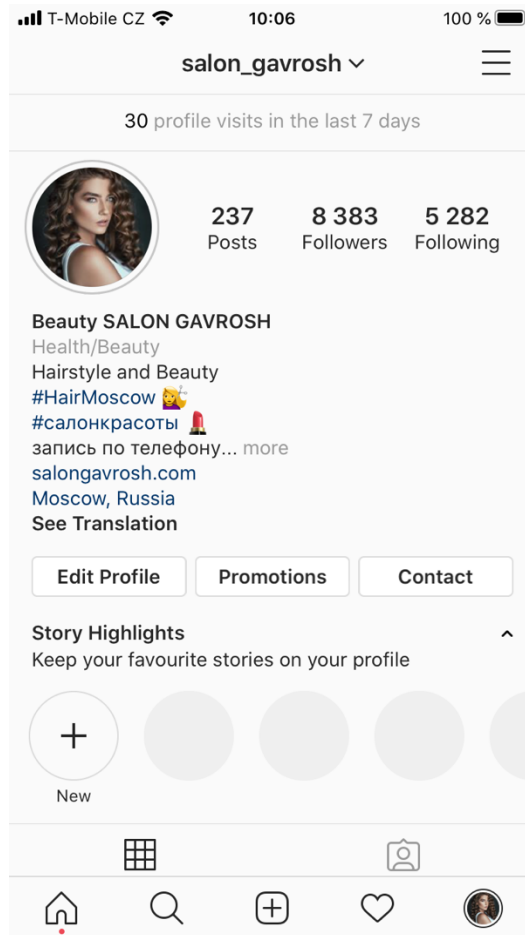 T-Mobile CZ 10:06 100 %
salon_gavrosh
30 profile visits in the last 7 days
237 8 383 5 282
Posts Followers Following
Beauty SALON GAVROSH
Health/Beauty
Hairstyle and Beauty
#HairMoscow 💇‍♀️
#салонкрасоты 💄
запись по телефону... more
salongavrosh.com
Moscow, Russia
See Translation
Edit Profile Promotions Contact
Story Highlights
Keep your favourite stories on your profile
New